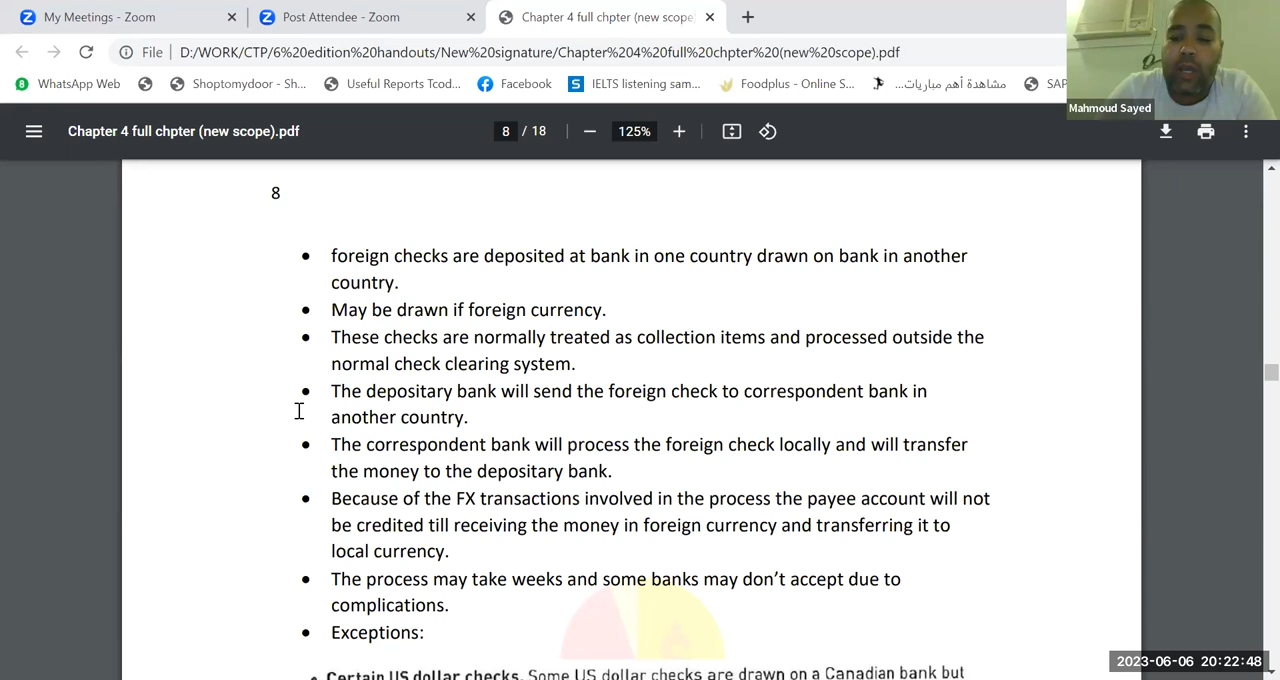 My Meetings - Zoom
Post Attendee - Zoom
Chapter 4 full chpter (new scope
File D:/WORK/CTP/6%20edition%20handouts/New%20signature/Chapter%204%20full%20chpter%20(new%20scope).pdf
WhatsApp Web
Shoptomydoor - Sh...
Useful Reports Tcod...
Facebook
IELTS listening sam...
Foodplus - Online S...
مشاهدة أهم مباريات...
SAP
Mahmoud Sayed
Chapter 4 full chpter (new scope).pdf
8 / 18
125%
8
• foreign checks are deposited at bank in one country drawn on bank in another
country.
• May be drawn if foreign currency.
• These checks are normally treated as collection items and processed outside the
normal check clearing system.
• The depositary bank will send the foreign check to correspondent bank in
another country.
• The correspondent bank will process the foreign check locally and will transfer
the money to the depositary bank.
• Because of the FX transactions involved in the process the payee account will not
be credited till receiving the money in foreign currency and transferring it to
local currency.
• The process may take weeks and some banks may don't accept due to
complications.
• Exceptions:
• Certain US dollar checks. Some US dollar checks are drawn on a Canadian bank but
2023-06-06 20:22:48